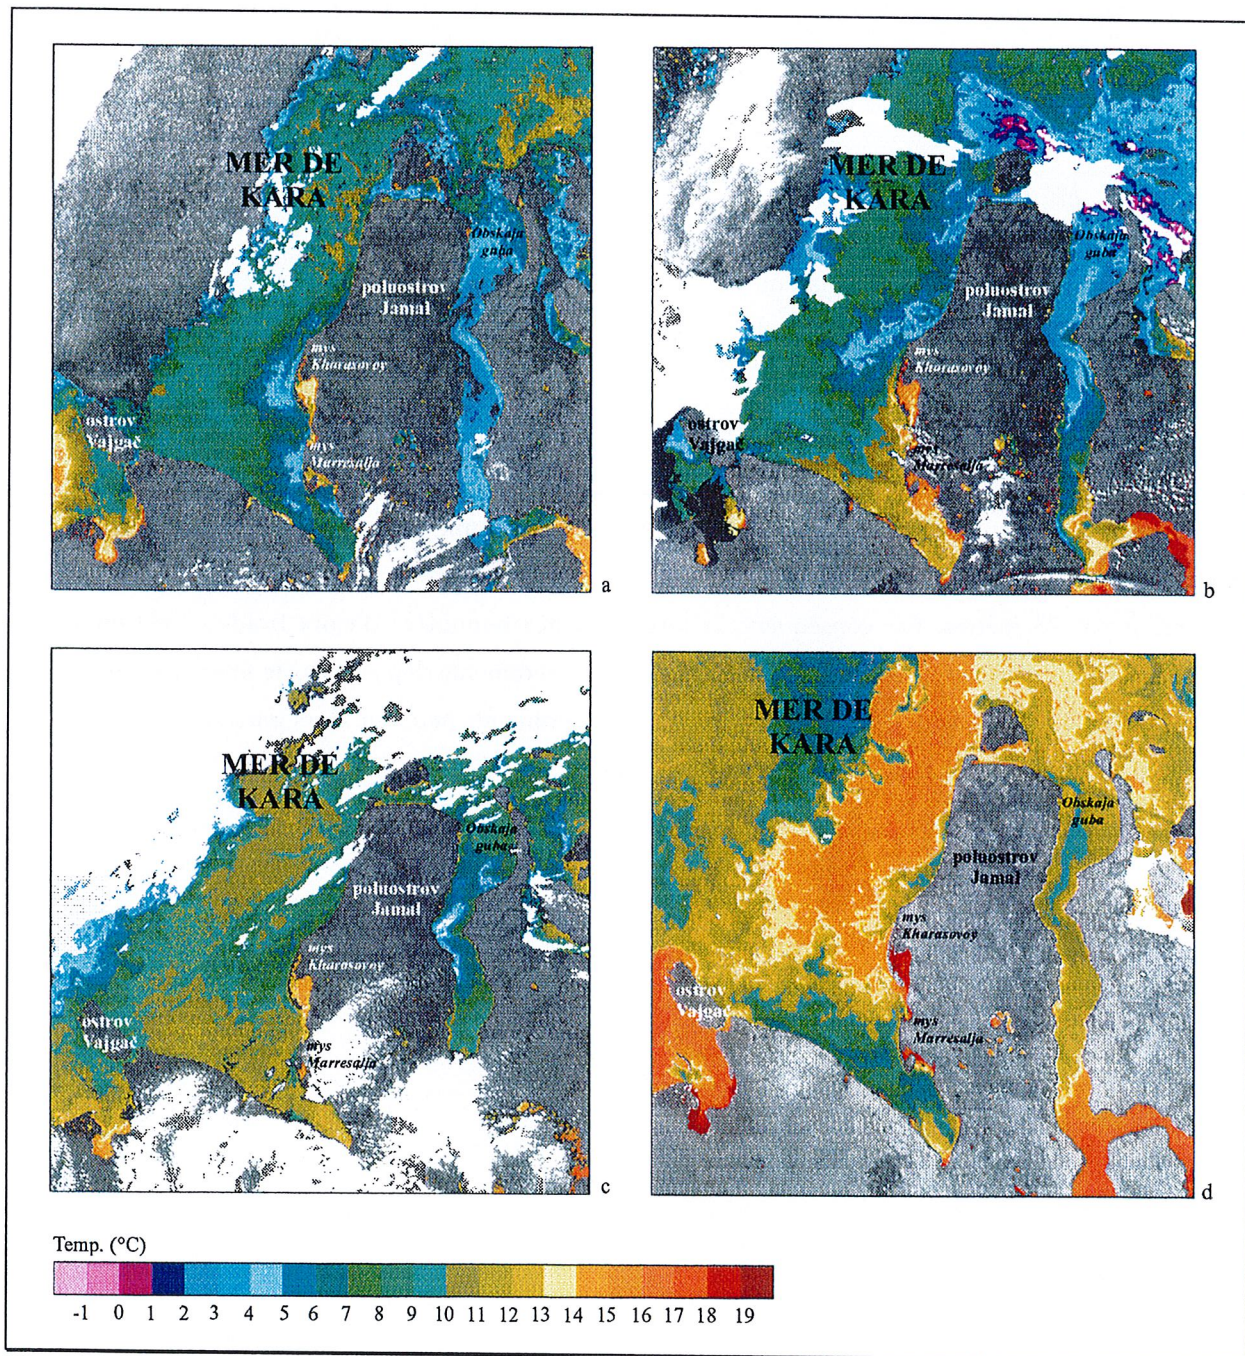 MER DE
KARA
Obskaja
guba
poluostrov
Jamal
mys
Kharasovoy
ostrov
Vajgač
mys
Marresalja
a
MER DE
KARA
Obskaja
guba
poluostrov
Jamal
mys
Kharasovoy
ostrov
Vajgač
mys
Marresalja
b
MER DE
KARA
Obskaja
guba
poluostrov
Jamal
mys
Kharasovoy
ostrov
Vajgač
mys
Marresalja
c
MER DE
KARA
Obskaja
guba
poluostrov
Jamal
mys
Kharasovoy
ostrov
Vajgač
mys
Marresalja
d
Temp. (°C)
-1 0 1 2 3 4 5 6 7 8 9 10 11 12 13 14 15 16 17 18 19